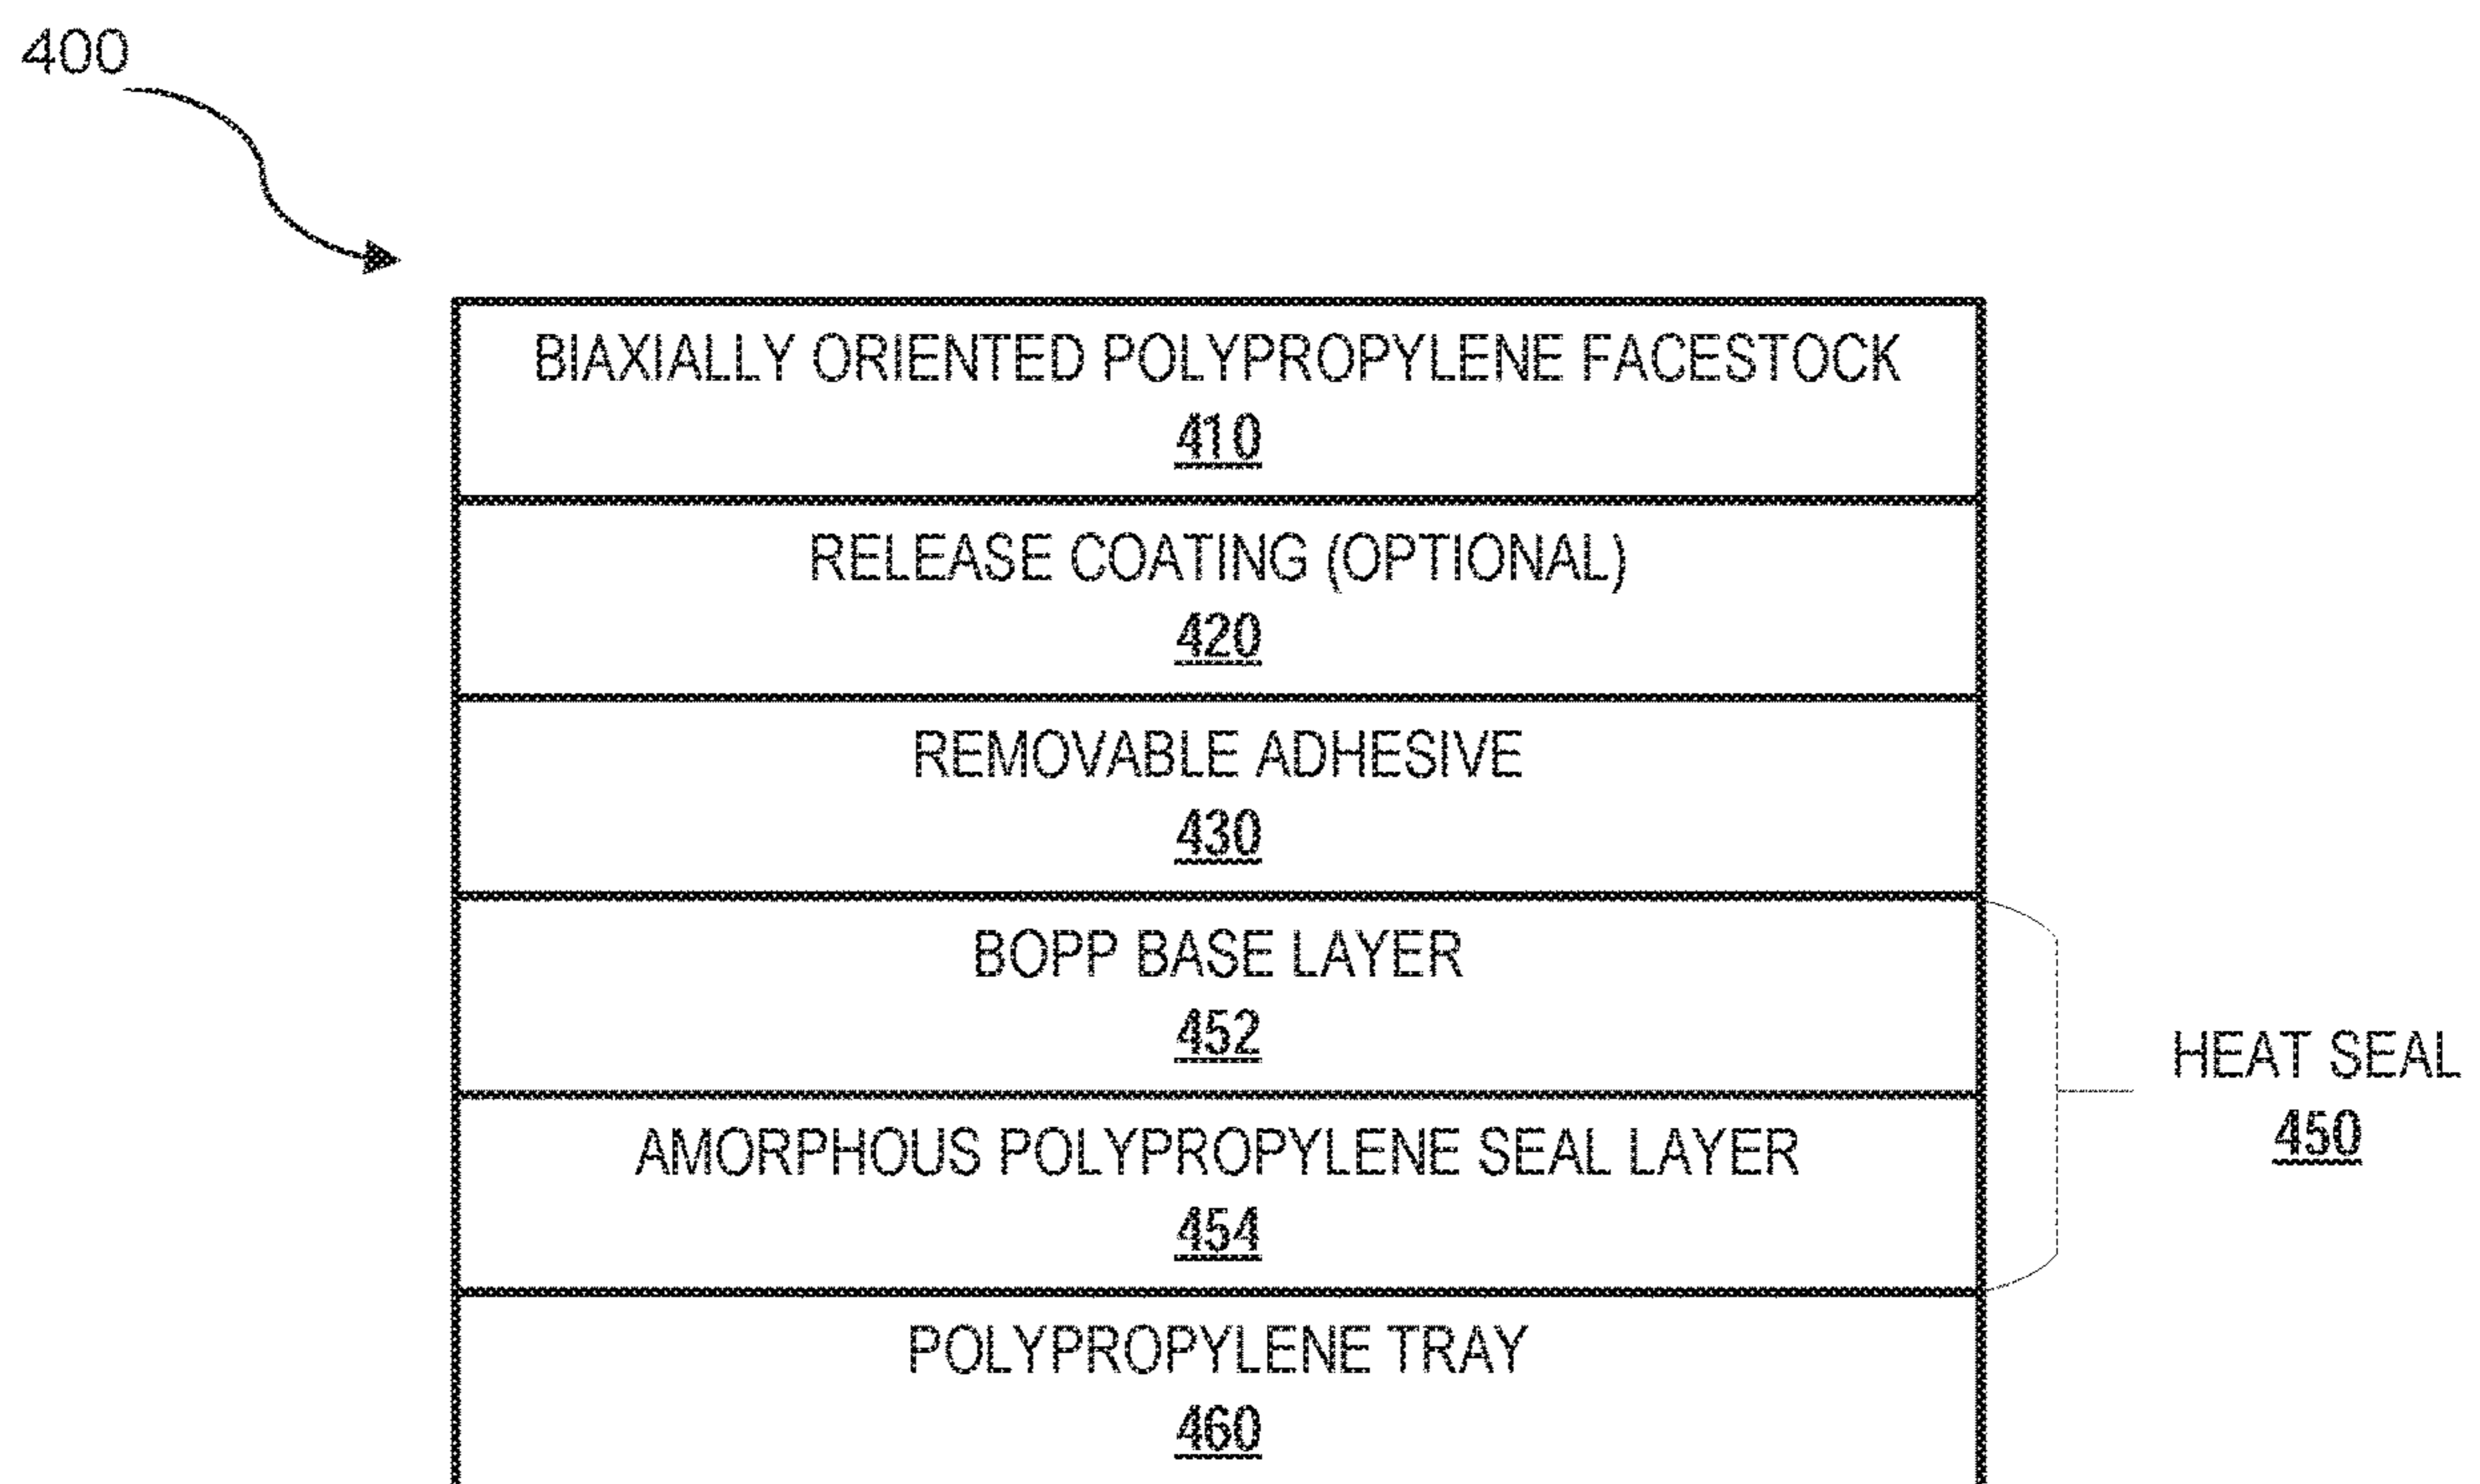 400
BIAXIALLY ORIENTED POLYPROPYLENE FACESTOCK
410
RELEASE COATING (OPTIONAL)
420
REMOVABLE ADHESIVE
430
BOPP BASE LAYER
452
HEAT SEAL
450
AMORPHOUS POLYPROPYLENE SEAL LAYER
454
POLYPROPYLENE TRAY
460